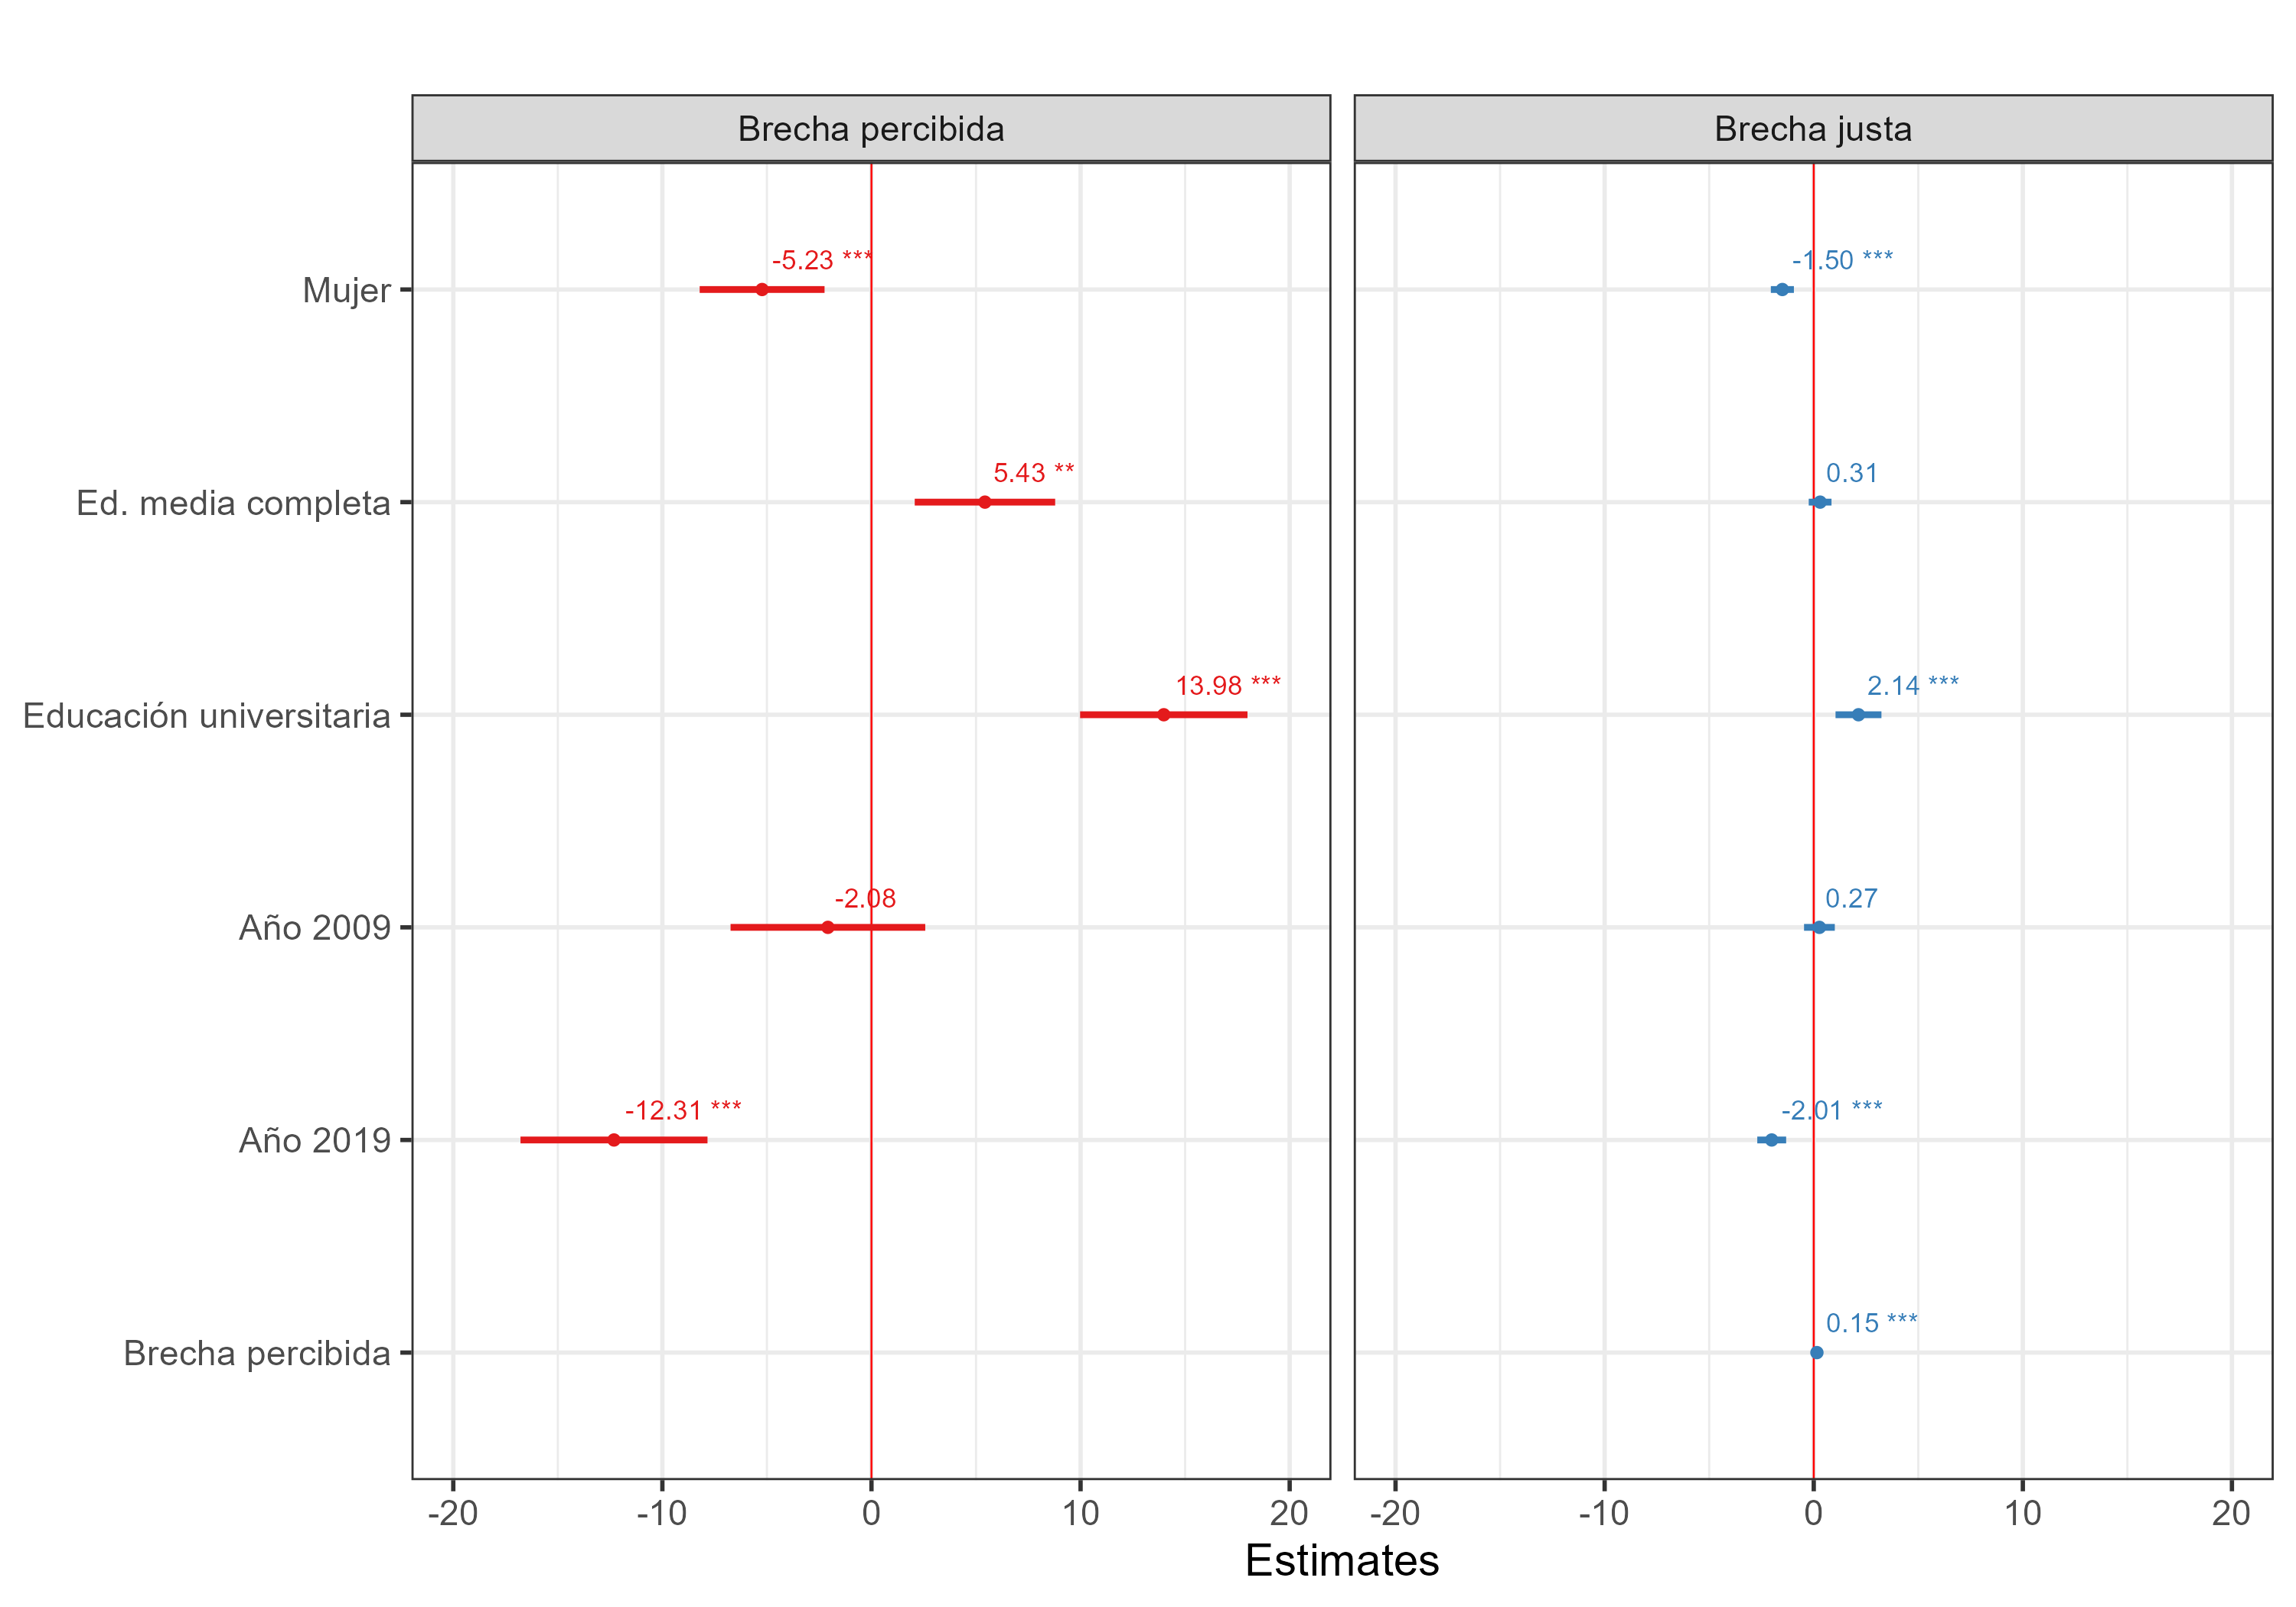 Brecha percibida
Brecha justa
Mujer
-5.23 ***
-1.50 ***
Ed. media completa
5.43 **
0.31
Educación universitaria
13.98 ***
2.14 ***
Año 2009
-2.08
0.27
Año 2019
-12.31 ***
-2.01 ***
Brecha percibida
0.15 ***
-20 -10 0 10 20
-20 -10 0 10 20
Estimates